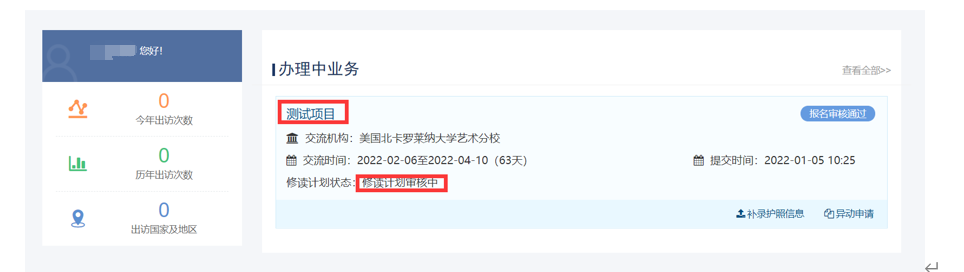 您好！
0
今年出访次数
0
历年出访次数
0
出访国家及地区
办理中业务
查看全部>>
测试项目
报名审核通过
交流机构：美国北卡罗莱纳大学艺术分校
交流时间：2022-02-06至2022-04-10（63天）
提交时间：2022-01-05 10:25
修读计划状态：修读计划审核中
补录护照信息
异动申请